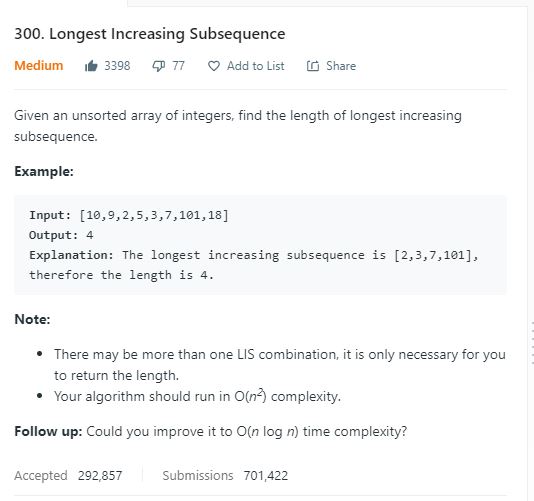 300. Longest Increasing Subsequence
Medium 3398 77 Add to List Share
Given an unsorted array of integers, find the length of longest increasing
subsequence.
Example:
Input: [10,9,2,5,3,7,101,18]
Output: 4
Explanation: The longest increasing subsequence is [2,3,7,101],
therefore the length is 4.
Note:
• There may be more than one LIS combination, it is only necessary for you
to return the length.
• Your algorithm should run in O(n²) complexity.
Follow up: Could you improve it to O(n log n) time complexity?
Accepted 292,857 Submissions 701,422